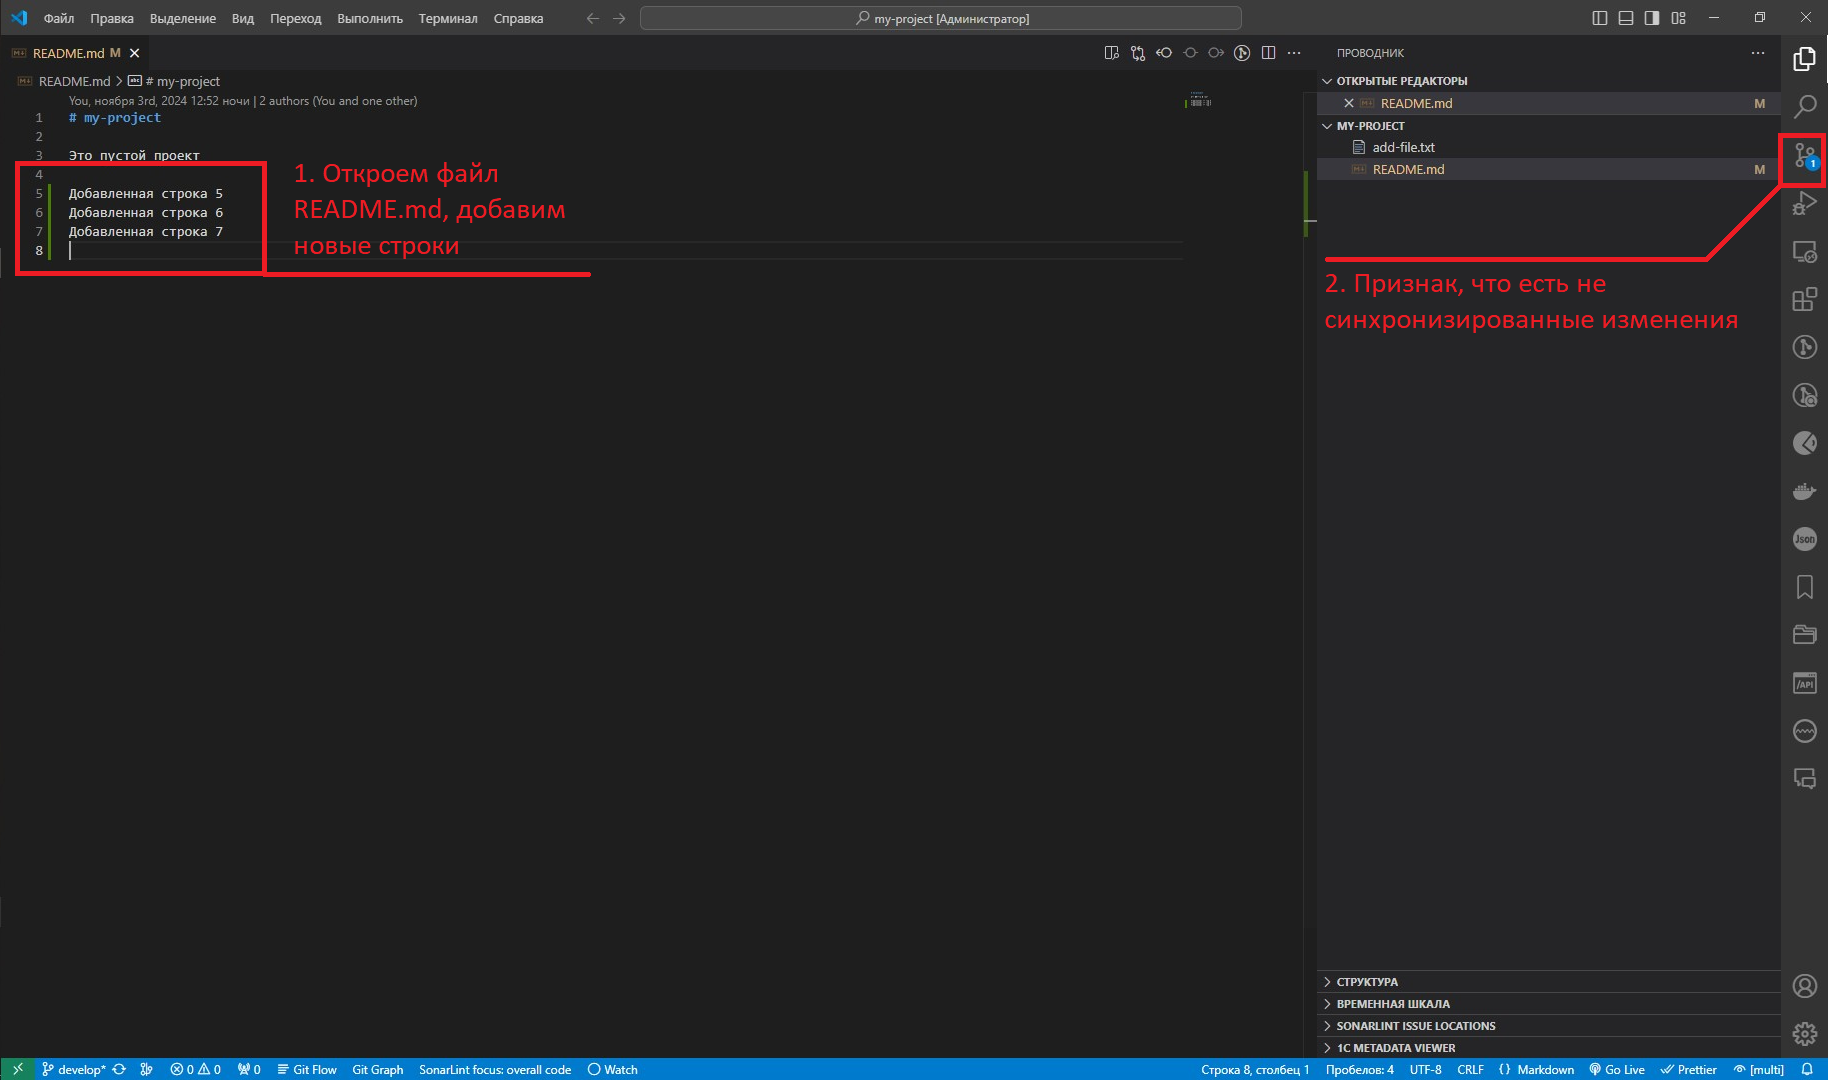 Файл Правка Выделение Вид Переход Выполнить Терминал Справка
my-project [Администратор]
README.md M
README.md # my-project
You, ноября 3rd, 2024 12:52 ночи | 2 authors (You and one other)
1 # my-project
2
3 Это пустой проект
4
5 Добавленная строка 5
6 Добавленная строка 6
7 Добавленная строка 7
8
1. Откроем файл
README.md, добавим
новые строки
ПРОВОДНИК
ОТКРЫТЫЕ РЕДАКТОРЫ
README.md M
MY-PROJECT
add-file.txt
README.md M
1
2. Признак, что есть не
синхронизированные изменения
Json
/API
СТРУКТУРА
ВРЕМЕННАЯ ШКАЛА
SONARLINT ISSUE LOCATIONS
1C METADATA VIEWER
develop* 0 0 0 Git Flow Git Graph SonarLint focus: overall code Watch
Строка 8, столбец 1 Пробелов: 4 UTF-8 CRLF {} Markdown Go Live Prettier [multi]